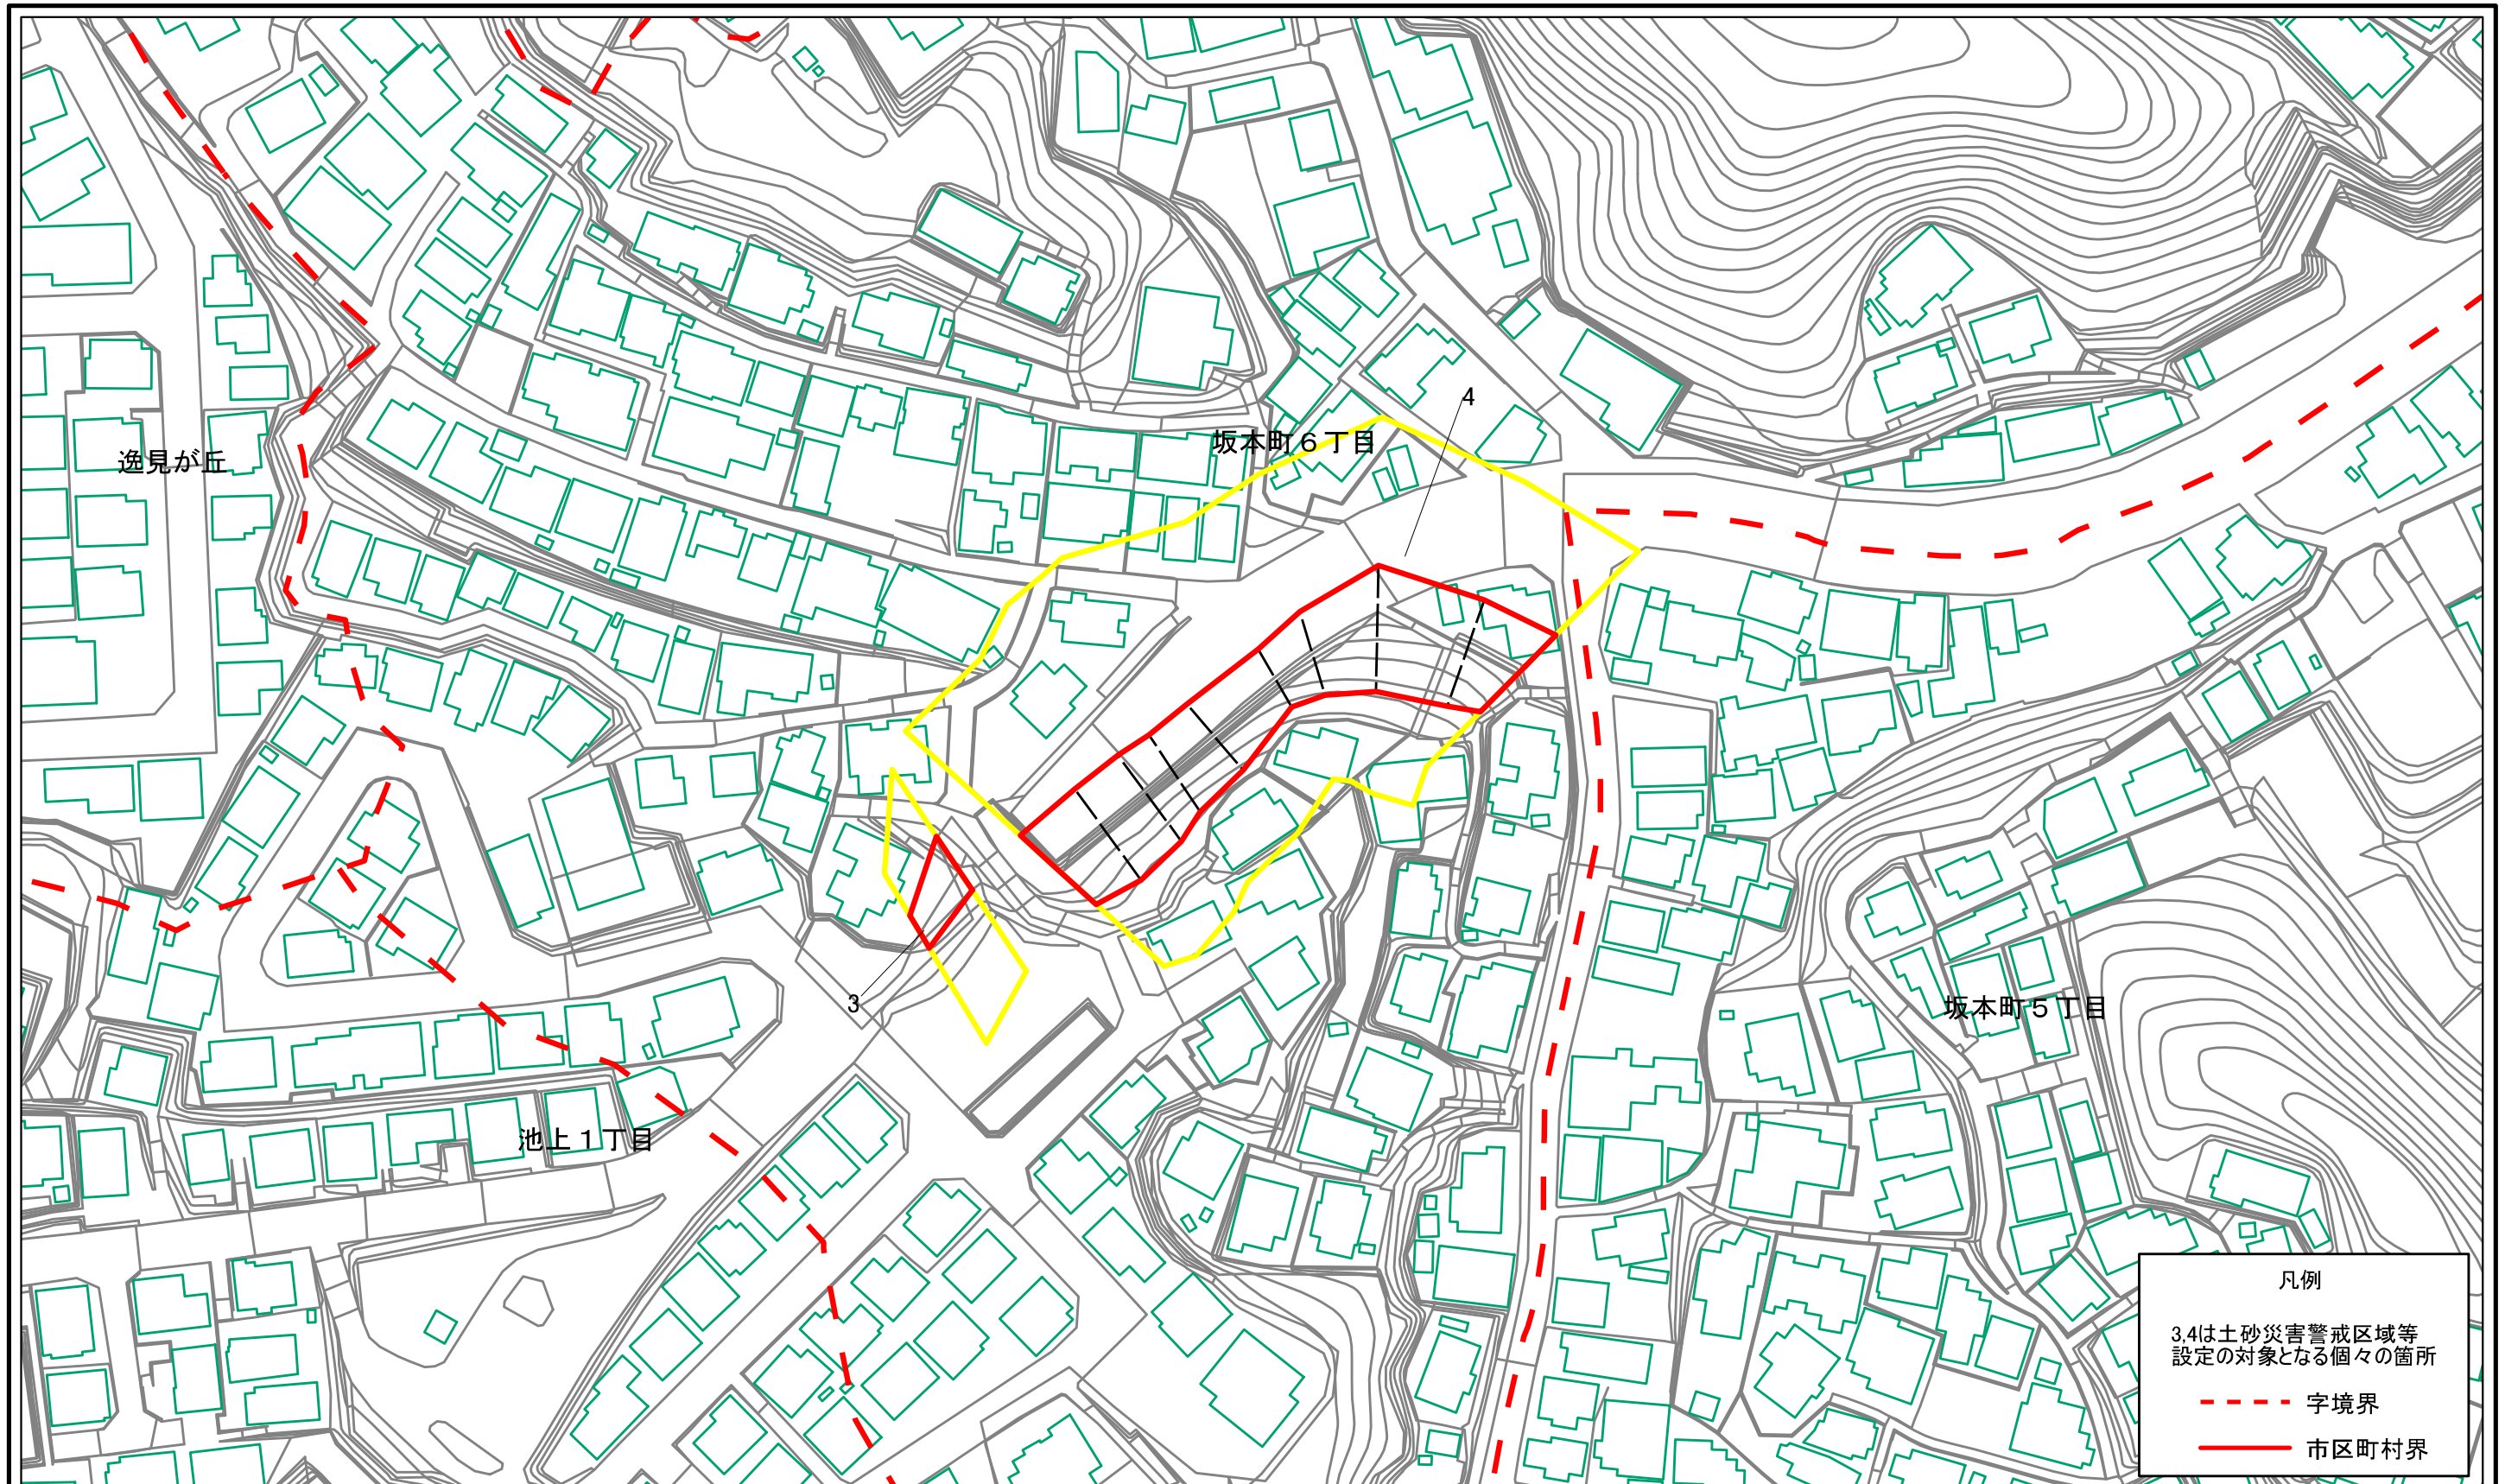 4
坂本町６丁目
逸見が丘
3
坂本町５丁目
池上１丁目
凡例
3,4は土砂災害警戒区域等
設定の対象となる個々の箇所
字境界
市区町村界